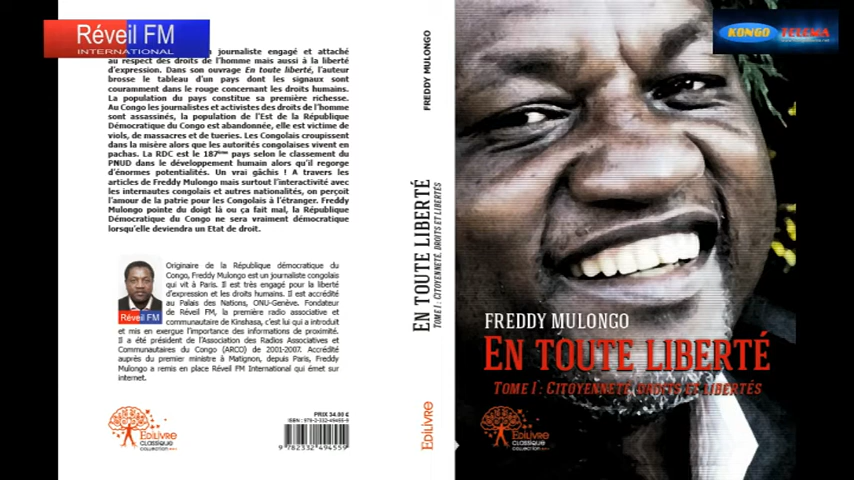 Réveil FM
INTERNATIONAL
journaliste engagé et attaché
au respect des droits de l'homme mais aussi à la liberté
d'expression. Dans son ouvrage En toute liberté, l'auteur
brosse le tableau d'un pays dont les signaux sont
couramment dans le rouge concernant les droits humains.
La population du pays constitue sa première richesse.
Au Congo les journalistes et activistes des droits de l'homme
sont assassinés, la population de l'Est de la République
Démocratique du Congo est abandonnée, elle est victime de
viols, de massacres et de tueries. Les Congolais croupissent
dans la misère alors que les autorités congolaises vivent en
pachas. La RDC est le 187ème pays selon le classement du
PNUD dans le développement humain alors qu'il regorge
d'énormes potentialités. Un vrai gâchis ! A travers les
articles de Freddy Mulongo mais surtout l'interactivité avec
les internautes congolais et autres nationalités, on perçoit
l'amour de la patrie pour les Congolais à l'étranger. Freddy
Mulongo pointe du doigt là ou ça fait mal, la République
Démocratique du Congo ne sera vraiment démocratique
lorsqu'elle deviendra un Etat de droit.
Originaire de la République démocratique du
Congo, Freddy Mulongo est un journaliste congolais
qui vit à Paris. Il est très engagé pour la liberté
d'expression et les droits humains. Il est accrédité
au Palais des Nations, ONU-Genève. Fondateur
de Réveil FM, la première radio associative et
communautaire de Kinshasa, c'est lui qui a introduit
et mis en exergue l'importance des informations de proximité.
Il a été président de l'Association des Radios Associatives et
Communautaires du Congo (ARCO) de 2001-2007. Accrédité
auprès du premier ministre à Matignon, depuis Paris, Freddy
Mulongo a remis en place Réveil FM International qui émet sur
internet.
Réveil FM
EDILIVRE
CLASSIQUE
COLLECTION
PRIX 34.00 €
ISBN : 978-2-332-49455-9
9 782332 494559
FREDDY MULONGO
EN TOUTE LIBERTÉ
TOME I : CITOYENNETÉ, DROITS ET LIBERTÉS
EDILIVRE
KONGO TELEMA
FREDDY MULONGO
EN TOUTE LIBERTÉ
TOME I : CITOYENNETÉ, DROITS ET LIBERTÉS
EDILIVRE
CLASSIQUE
COLLECTION